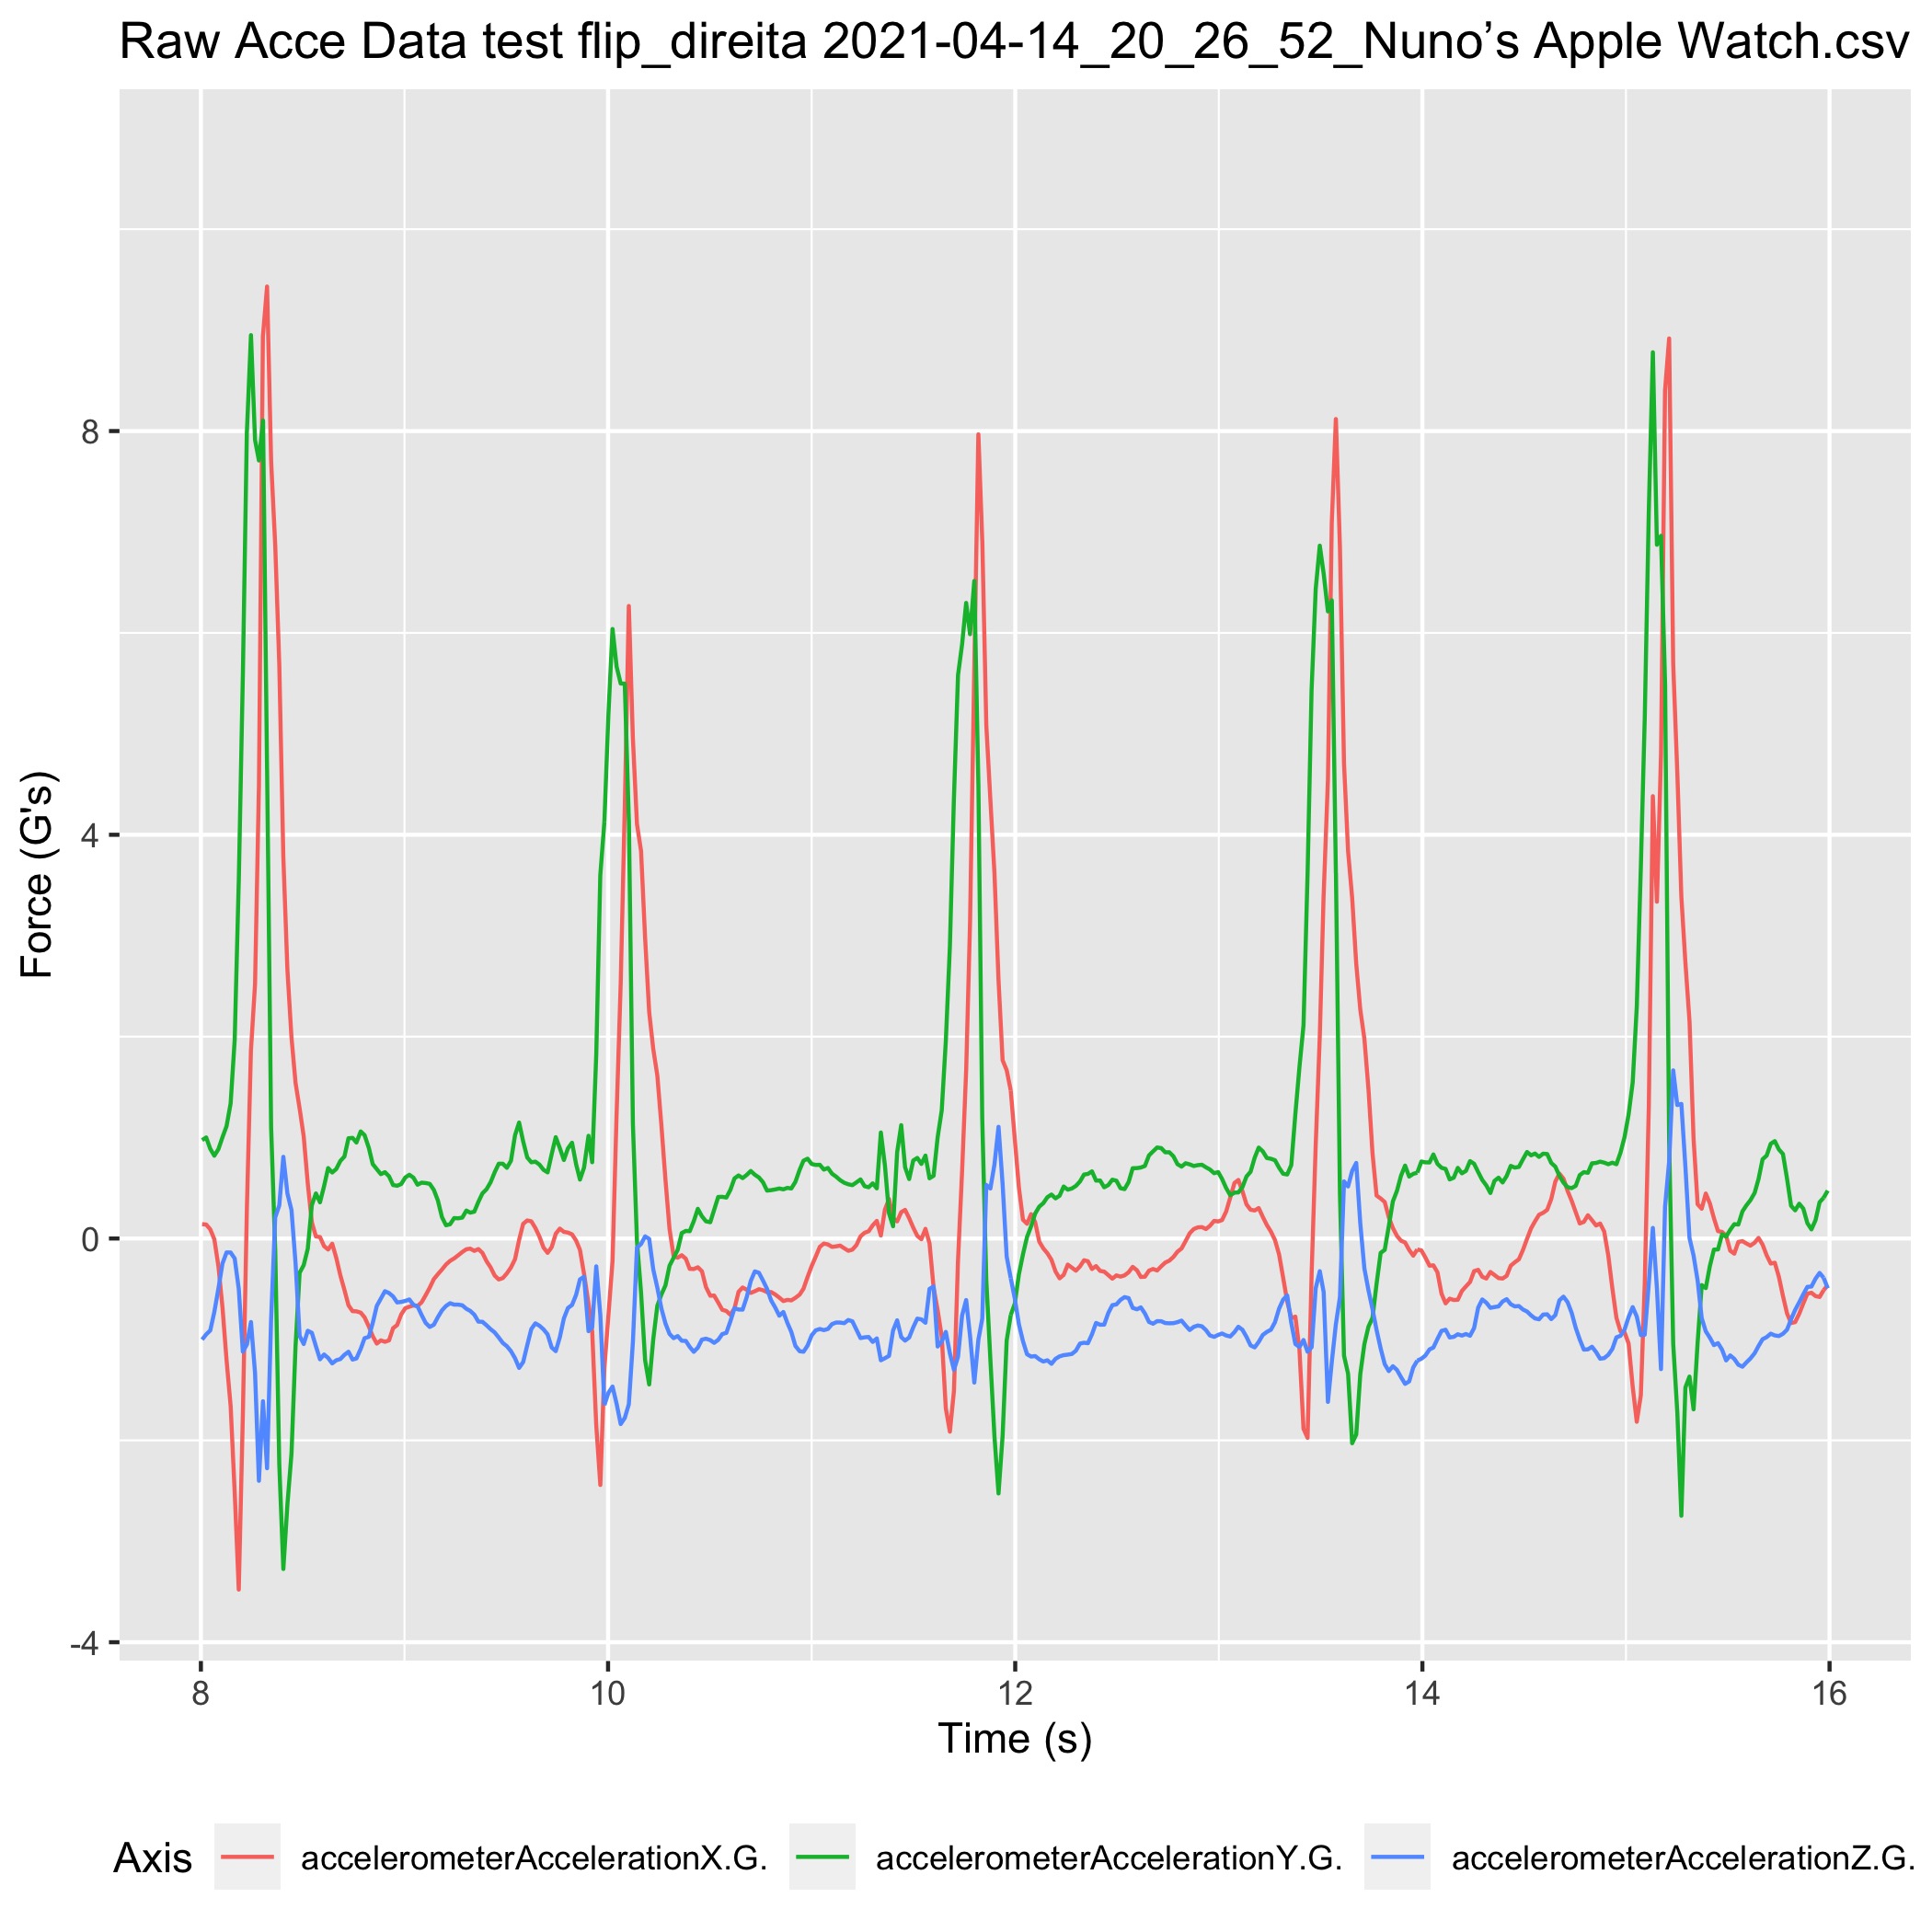 Raw Acce Data test flip_direita 2021-04-14_20_26_52_Nuno’s Apple Watch.csv
Force (G's)
8
4
0
-4
8 10 12 14 16
Time (s)
Axis accelerometerAccelerationX.G. accelerometerAccelerationY.G. accelerometerAccelerationZ.G.